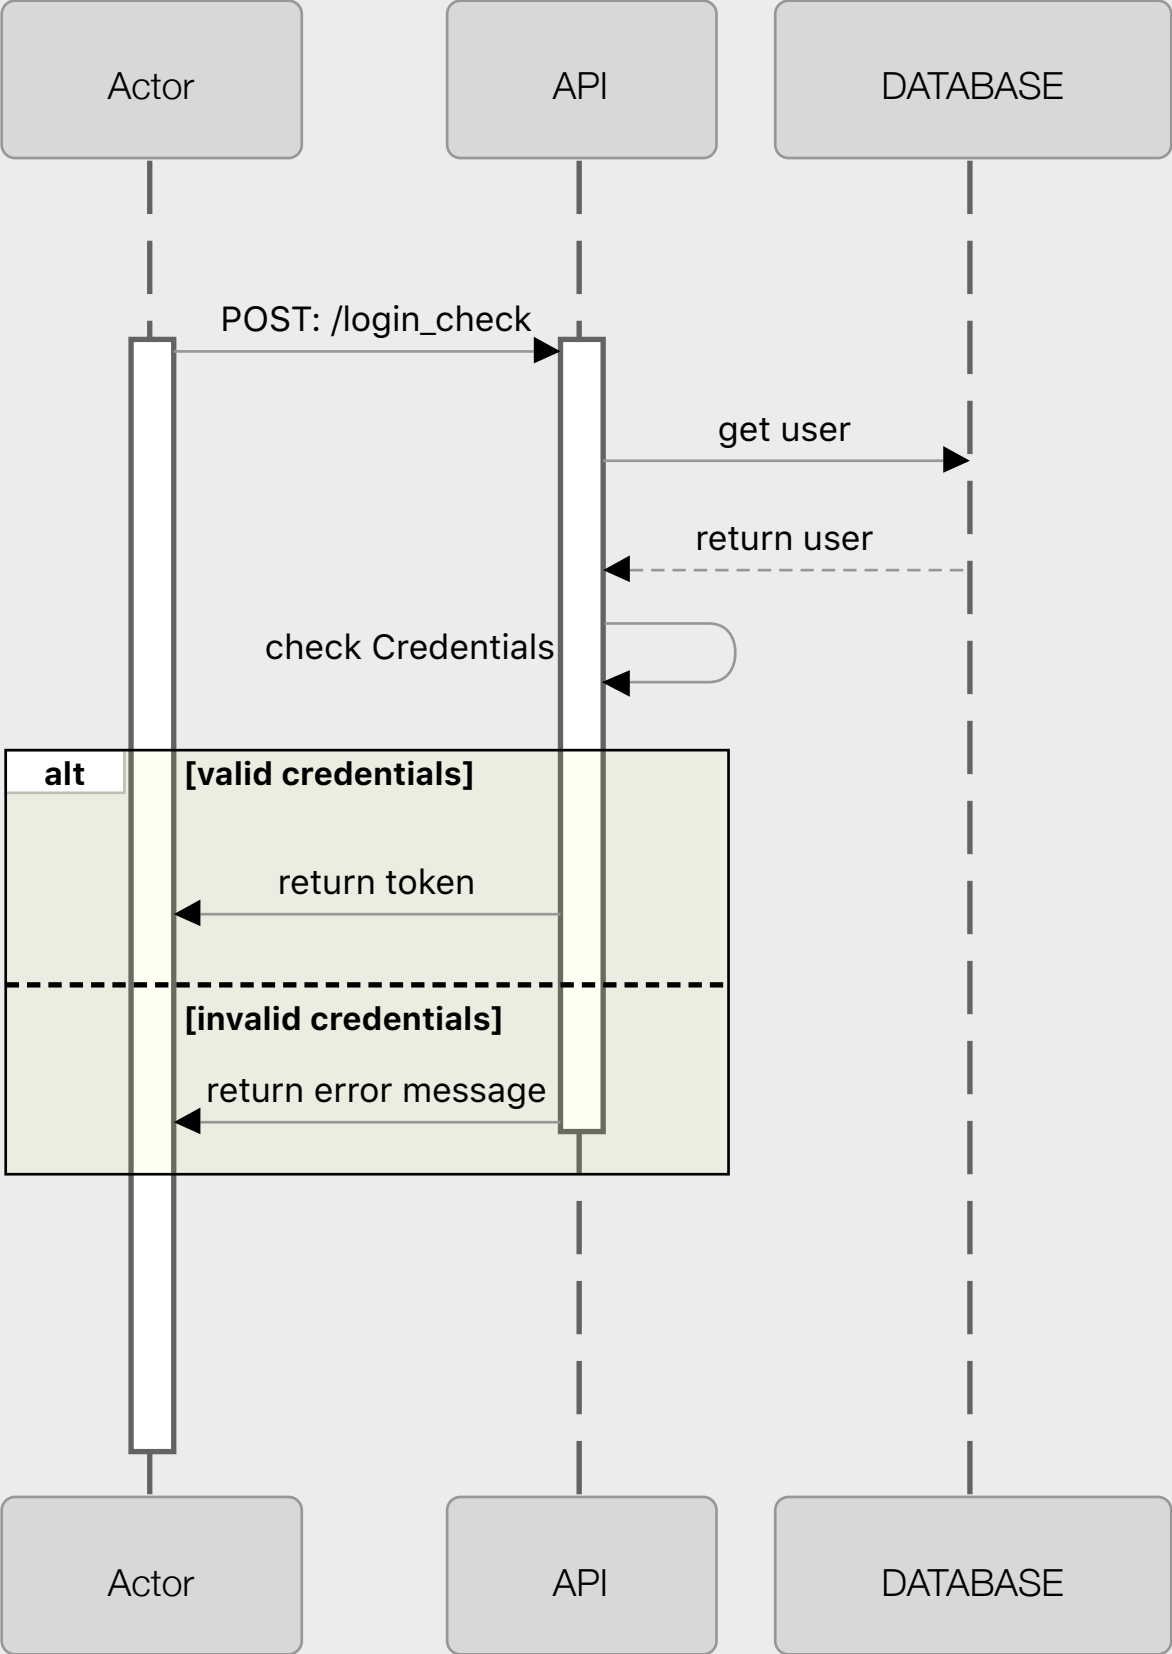 Actor
API
DATABASE
POST: /login_check
get user
return user
check Credentials
alt
[valid credentials]
return token
[invalid credentials]
return error message
Actor
API
DATABASE